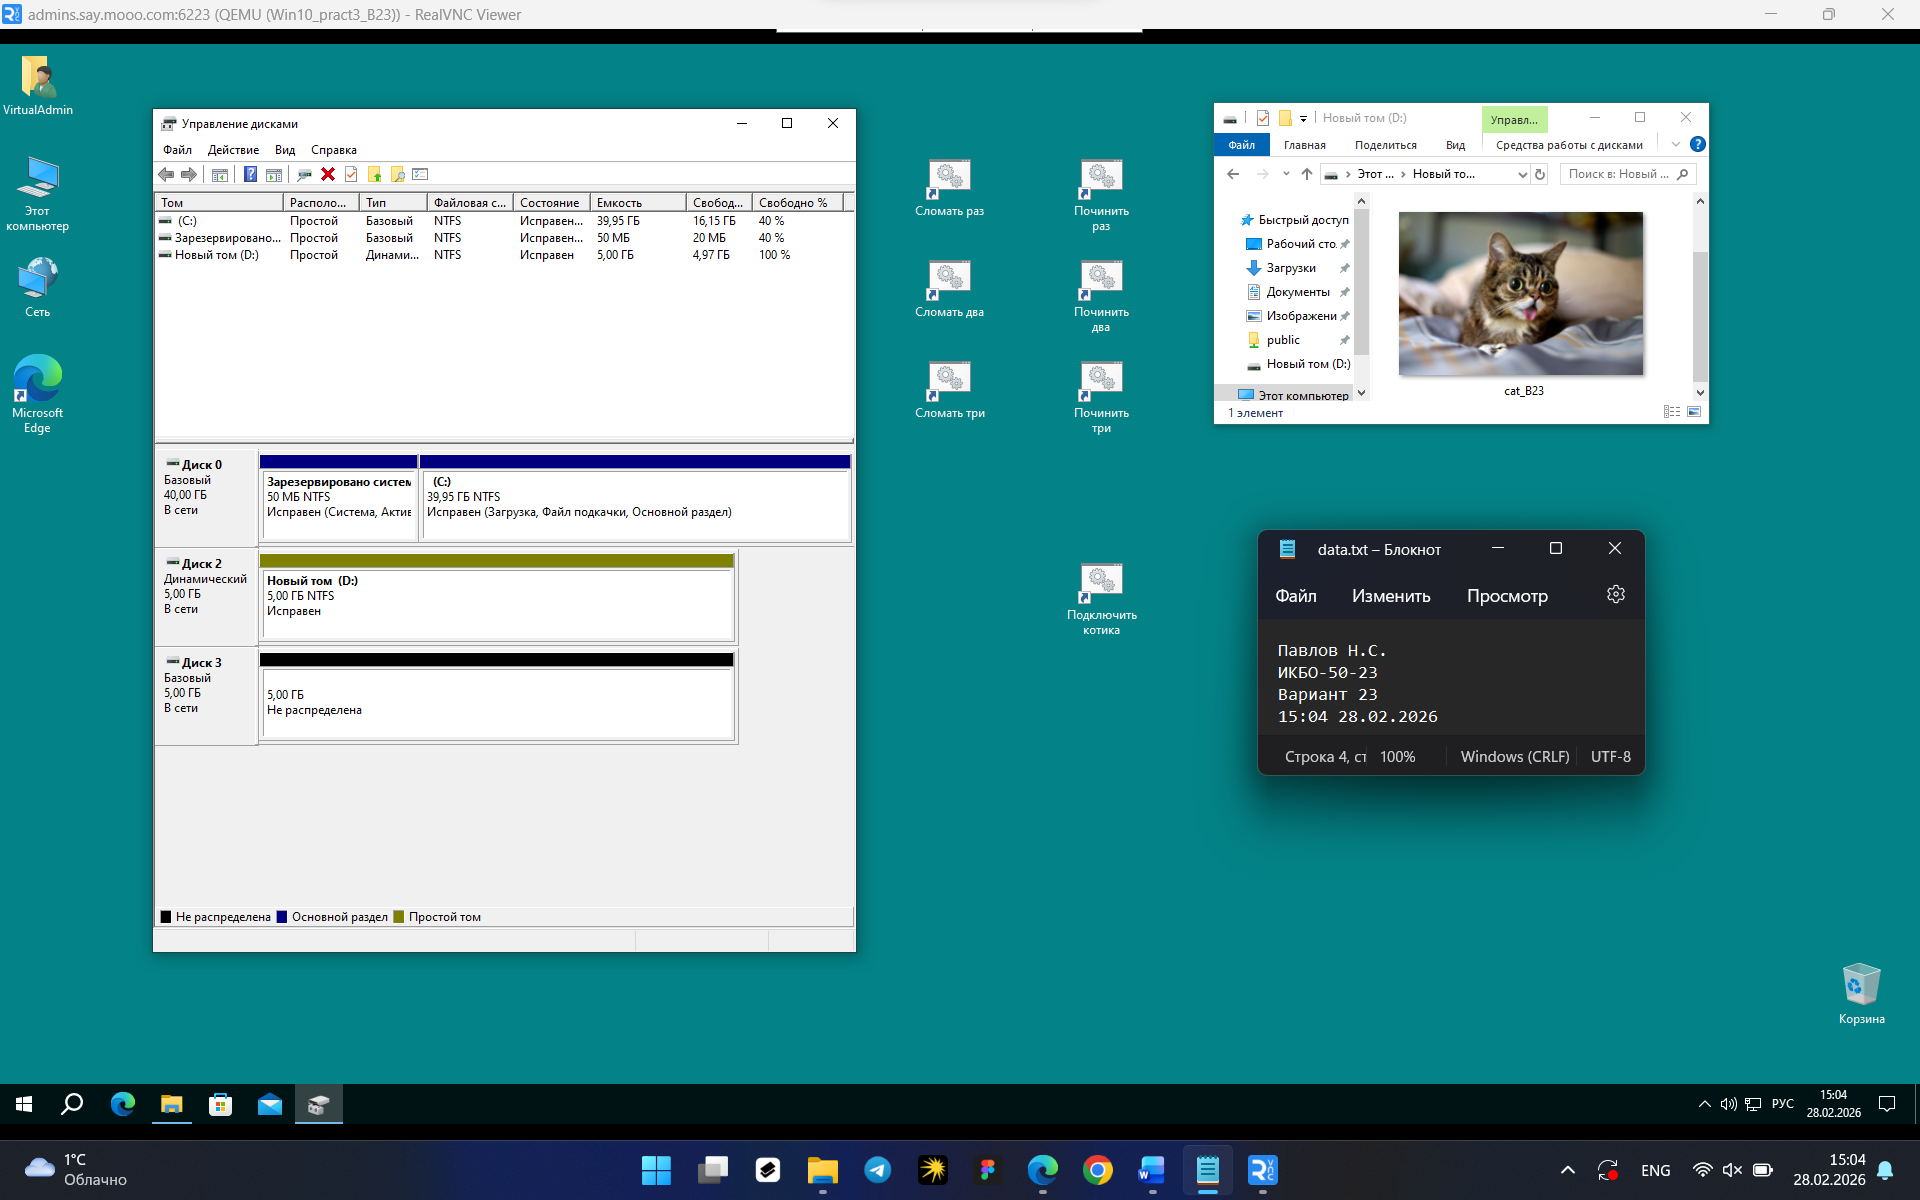 admins.say.mooo.com:6223 (QEMU (Win10_pract3_B23)) - RealVNC Viewer
VirtualAdmin
Этот
компьютер
Сеть
Microsoft
Edge
Управление дисками
Файл Действие Вид Справка
Том Располо... Тип Файловая с... Состояние Емкость Свобод... Свободно %
(C:) Простой Базовый NTFS Исправен... 39,95 ГБ 16,15 ГБ 40 %
Зарезервировано... Простой Базовый NTFS Исправен... 50 МБ 20 МБ 40 %
Новый том (D:) Простой Динами... NTFS Исправен 5,00 ГБ 4,97 ГБ 100 %
Диск 0
Базовый
40,00 ГБ
В сети
Зарезервировано систем
50 МБ NTFS
Исправен (Система, Актив
(C:)
39,95 ГБ NTFS
Исправен (Загрузка, Файл подкачки, Основной раздел)
Диск 2
Динамический
5,00 ГБ
В сети
Новый том (D:)
5,00 ГБ NTFS
Исправен
Диск 3
Базовый
5,00 ГБ
В сети
5,00 ГБ
Не распределена
Не распределена Основной раздел Простой том
Сломать раз
Починить
раз
Сломать два
Починить
два
Сломать три
Починить
три
Подключить
котика
Новый том (D:)
Управл...
Файл Главная Поделиться Вид Средства работы с дисками
Этот ... Новый то... Поиск в: Новый ...
Быстрый доступ
Рабочий сто.
Загрузки
Документы
Изображени
public
Новый том (D:)
Этот компьютер
cat_B23
1 элемент
data.txt – Блокнот
Файл Изменить Просмотр
Павлов Н.С.
ИКБО-50-23
Вариант 23
15:04 28.02.2026
Строка 4, ст 100% Windows (CRLF) UTF-8
Корзина
РУС
15:04
28.02.2026
1°C
Облачно
ENG
15:04
28.02.2026